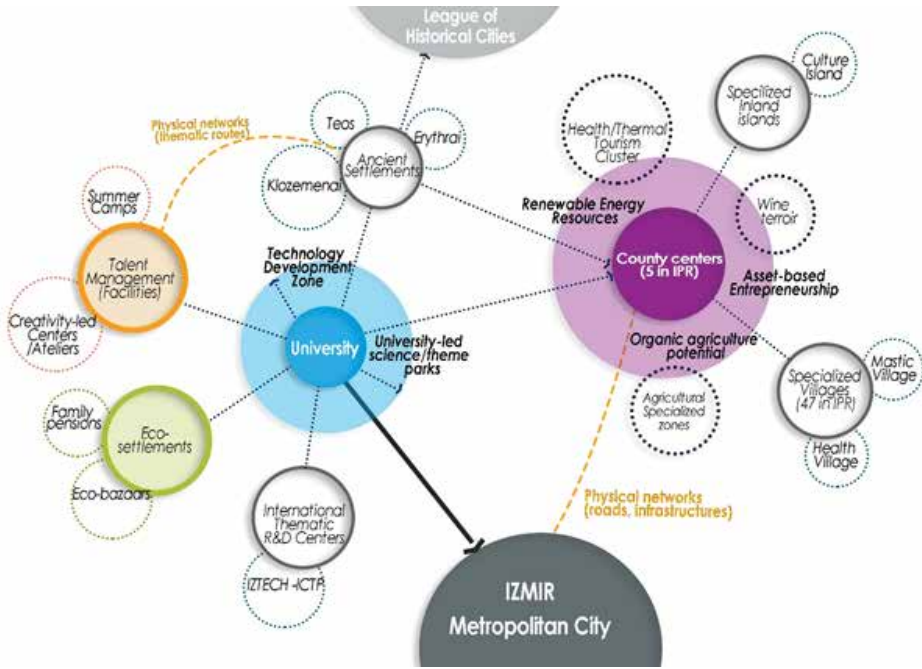 League of
Historical Cities
Culture
Island
Specilized
Inland
islands
Physical networks
(thematic routes)
Teos
Erythrai
Ancient
Settlements
Klozemenai
Health/Thermal
Tourism
Cluster
Summer
Camps
Renewable Energy
Resources
Wine
terroir
Talent
Management
(Facilities)
Technology
Development
Zone
County centers
(5 in IPR)
Asset-based
Entrepreneurship
Creativity-led
Centers
/Ateliers
University
University-led
science/theme
parks
Organic agriculture
potential
Mastic
Village
Specialized
Villages
(47 in IPR)
Agricultural
Specialized
zones
Family
pensions
Eco-
settlements
Health
Village
Eco-bazaars
Physical networks
(roads, infrastructures)
International
Thematic
R&D Centers
IZTECH -ICTP
IZMIR
Metropolitan City